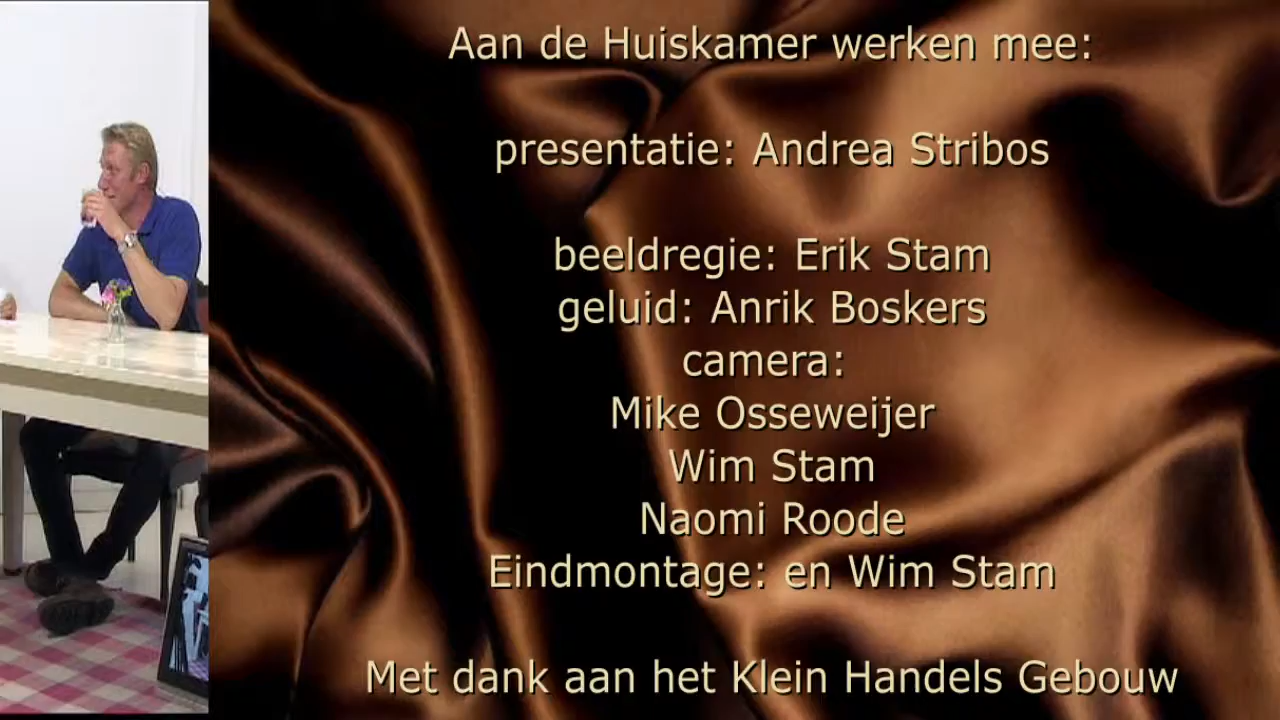 Aan de Huiskamer werken mee:
presentatie: Andrea Stribos
beeldregie: Erik Stam
geluid: Anrik Boskers
camera:
Mike Osseweijer
Wim Stam
Naomi Roode
Eindmontage: en Wim Stam
Met dank aan het Klein Handels Gebouw